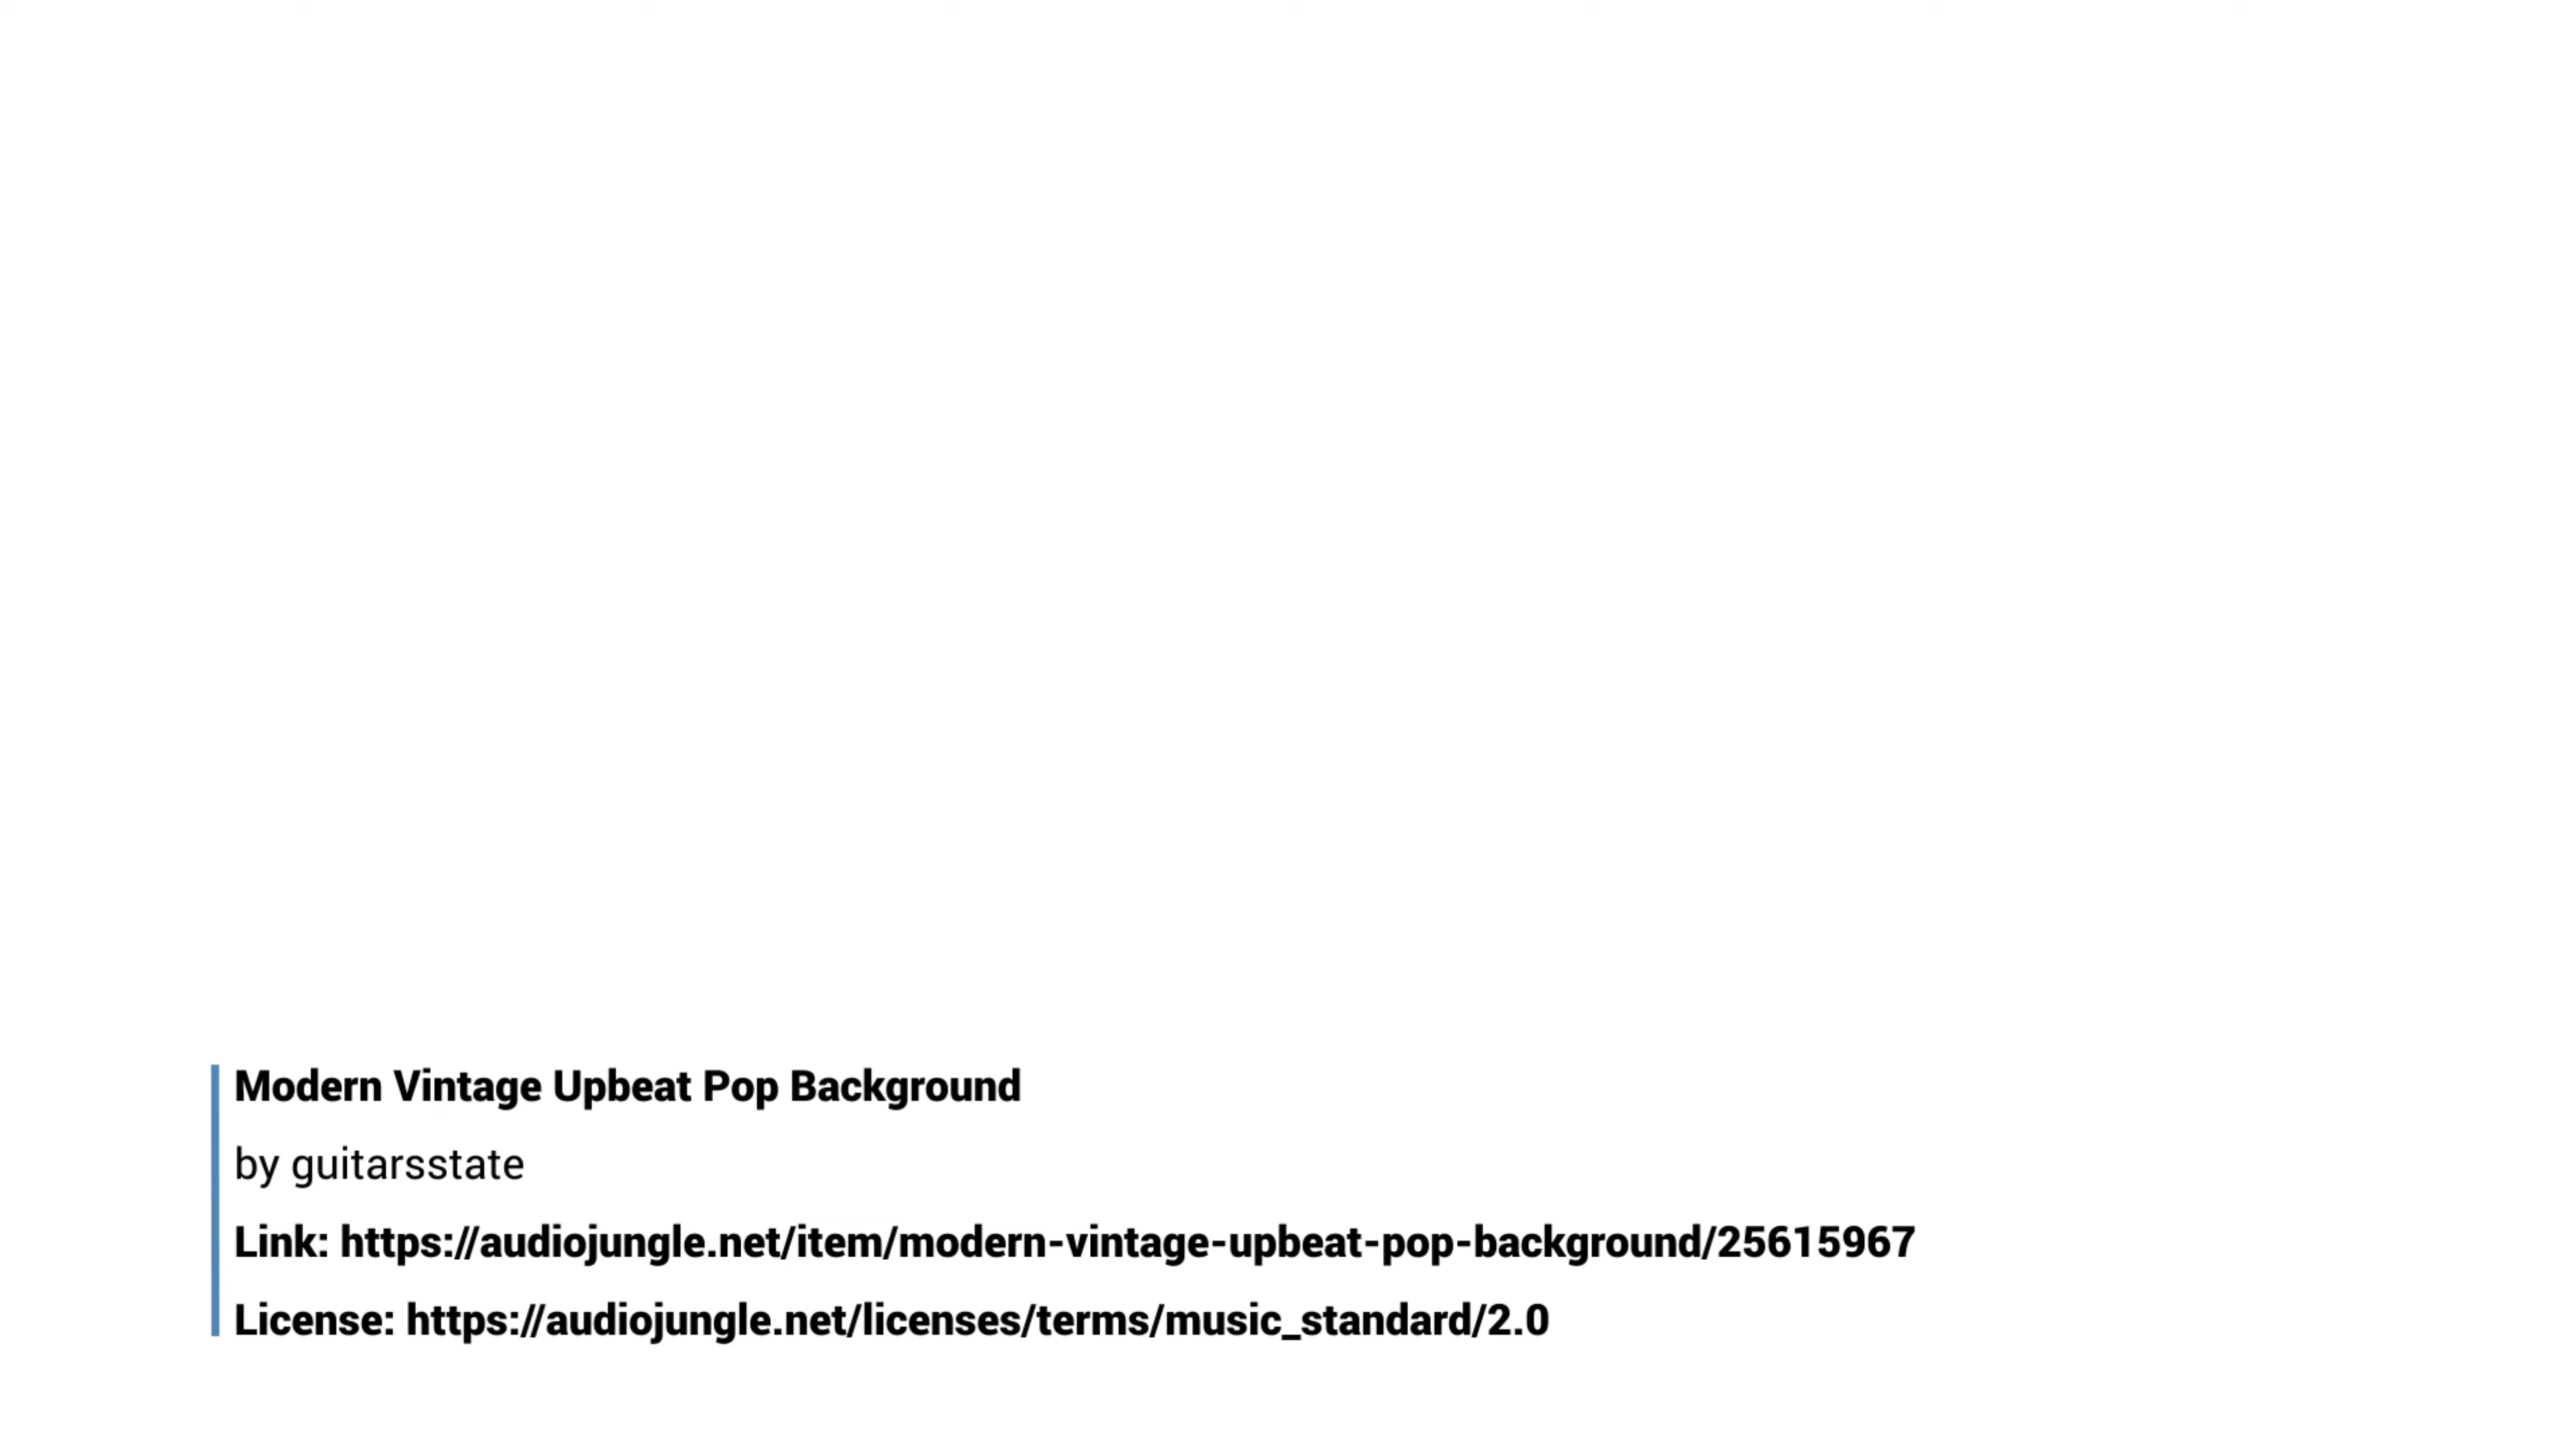 Modern Vintage Upbeat Pop Background
by guitarsstate
Link: https://audiojungle.net/item/modern-vintage-upbeat-pop-background/25615967
License: https://audiojungle.net/licenses/terms/music_standard/2.0